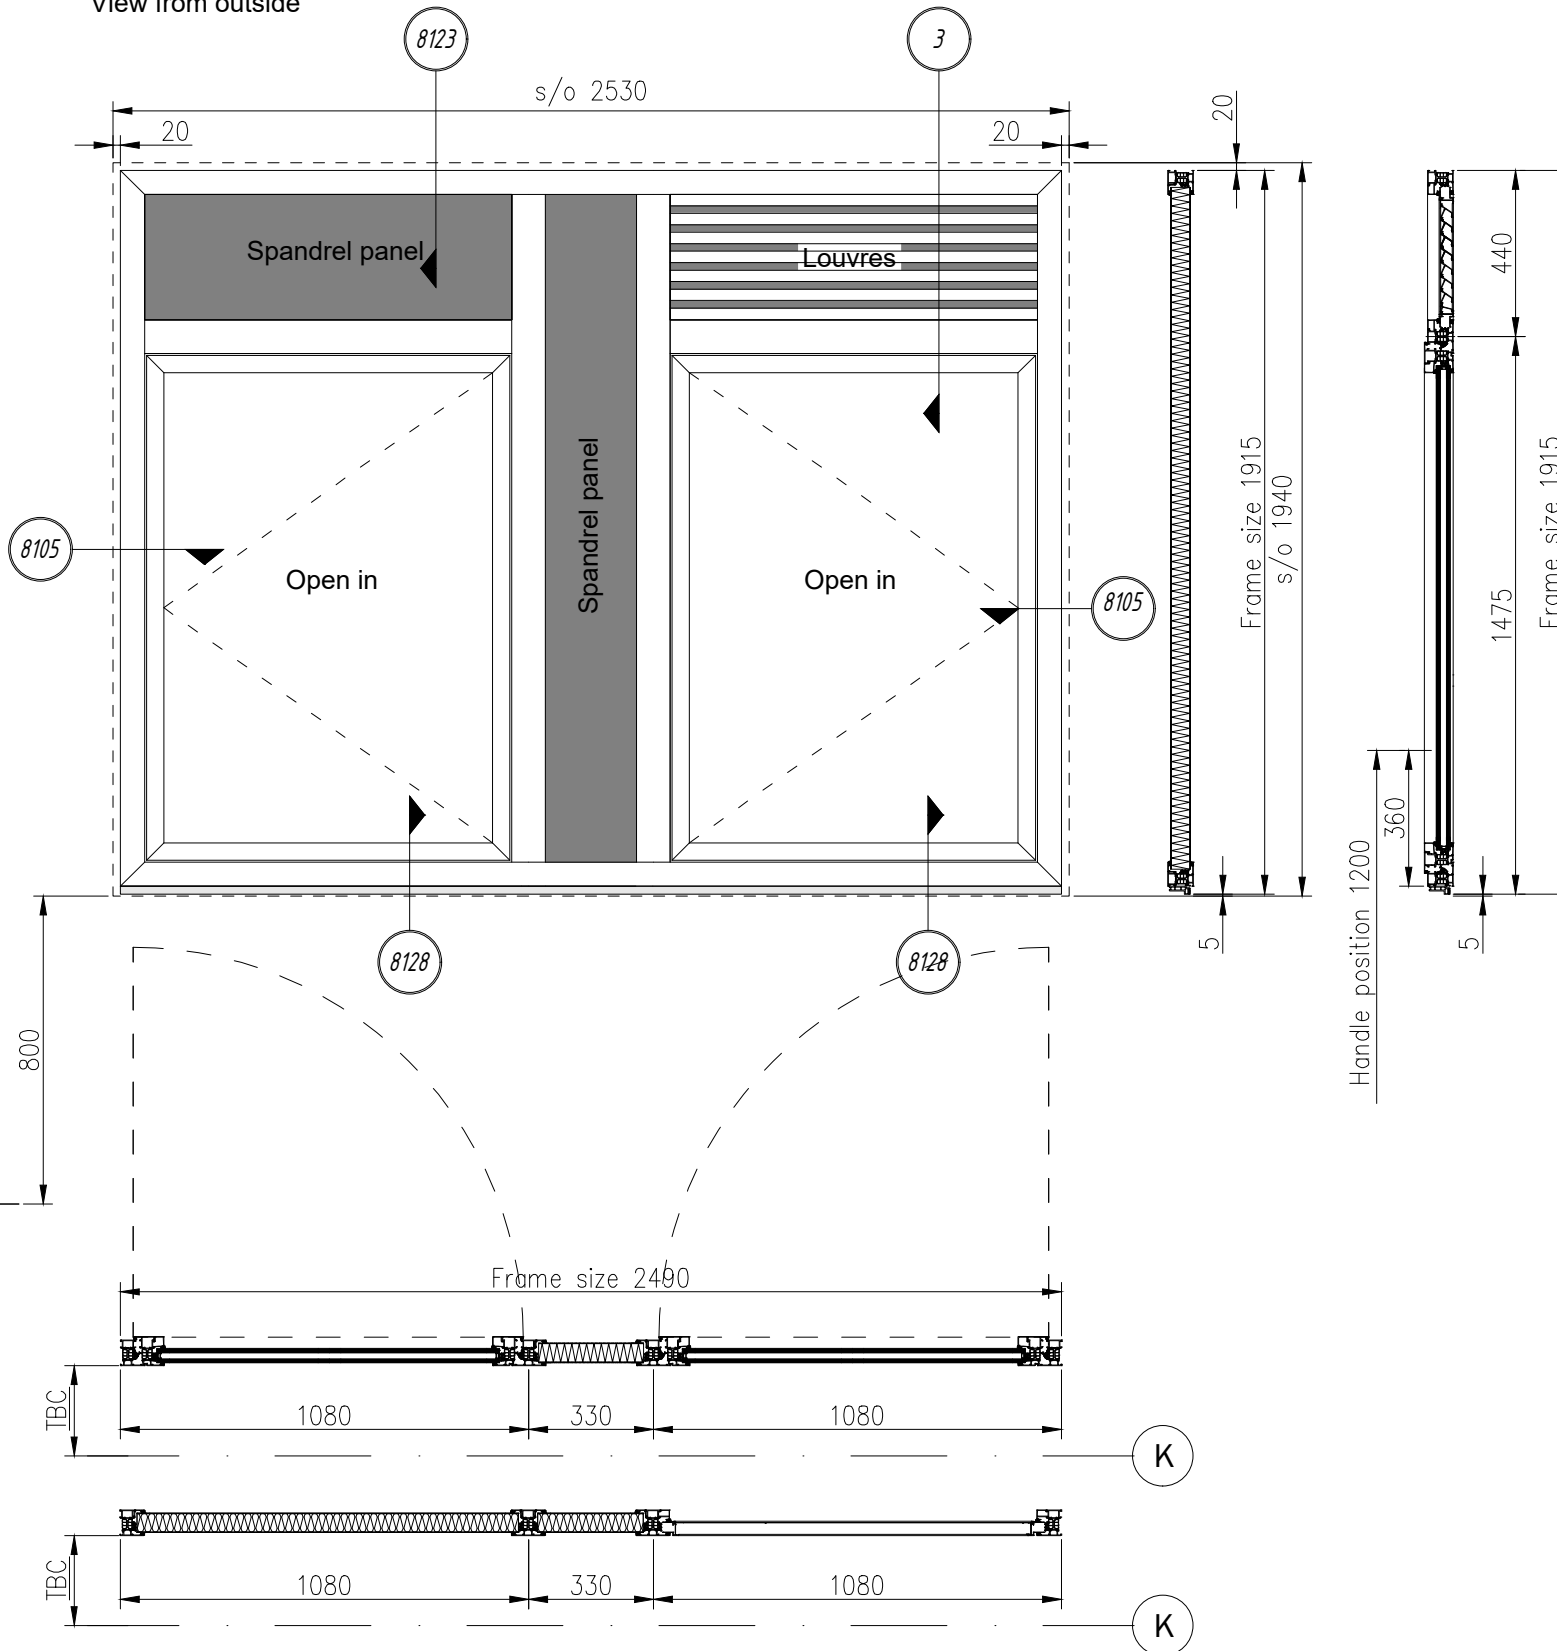 View from outside
8123
3
s/o 2530
20
20
20
Spandrel panel
Louvres
440
Spandrel panel
Frame size 1915
s/o 1940
Frame size 1915
8105
Open in
Open in
8105
1475
360
Handle position 1200
5
5
8128
8128
800
Frame size 2490
TBC
1080
330
1080
K
TBC
1080
330
1080
K